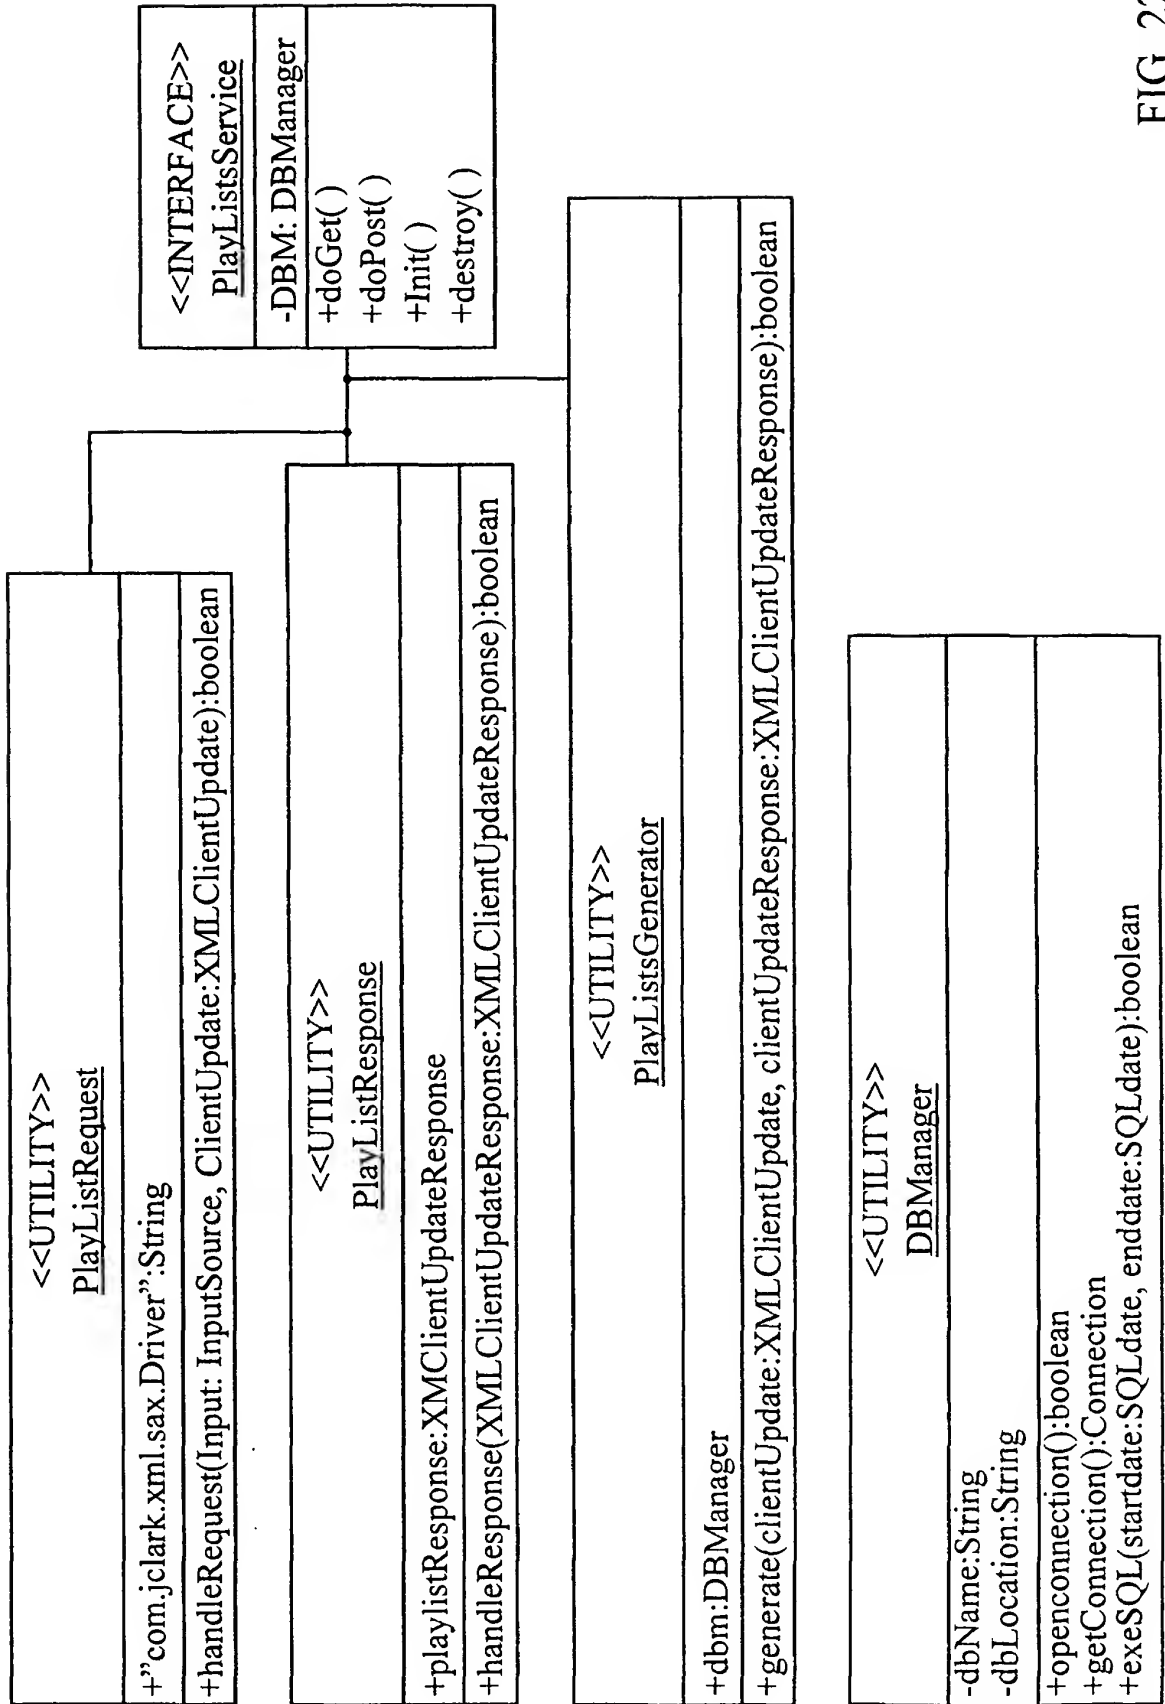 <<UTILITY>>
PlayListRequest
+"com.jclark.xml.sax.Driver":String
+handleRequest(Input: InputSource, ClientUpdate:XMLClientUpdate):boolean
<<UTILITY>>
PlayListResponse
+playlistResponse:XMClientUpdateResponse
+handleResponse(XMLClientUpdateResponse:XMLClientUpdateResponse):boolean
<<INTERFACE>>
PlayListsService
-DBM: DBManager
+doGet( )
+doPost( )
+Init( )
+destroy( )
<<UTILITY>>
PlayListsGenerator
+dbm:DBManager
+generate(clientUpdate:XMLClientUpdate, clientUpdateResponse:XMLClientUpdateResponse):boolean
<<UTILITY>>
DBManager
-dbName:String
-dbLocation:String
+openconnection():boolean
+getConnection():Connection
+exeSQL(startdate:SQLdate, enddate:SQLdate):boolean
FIG.